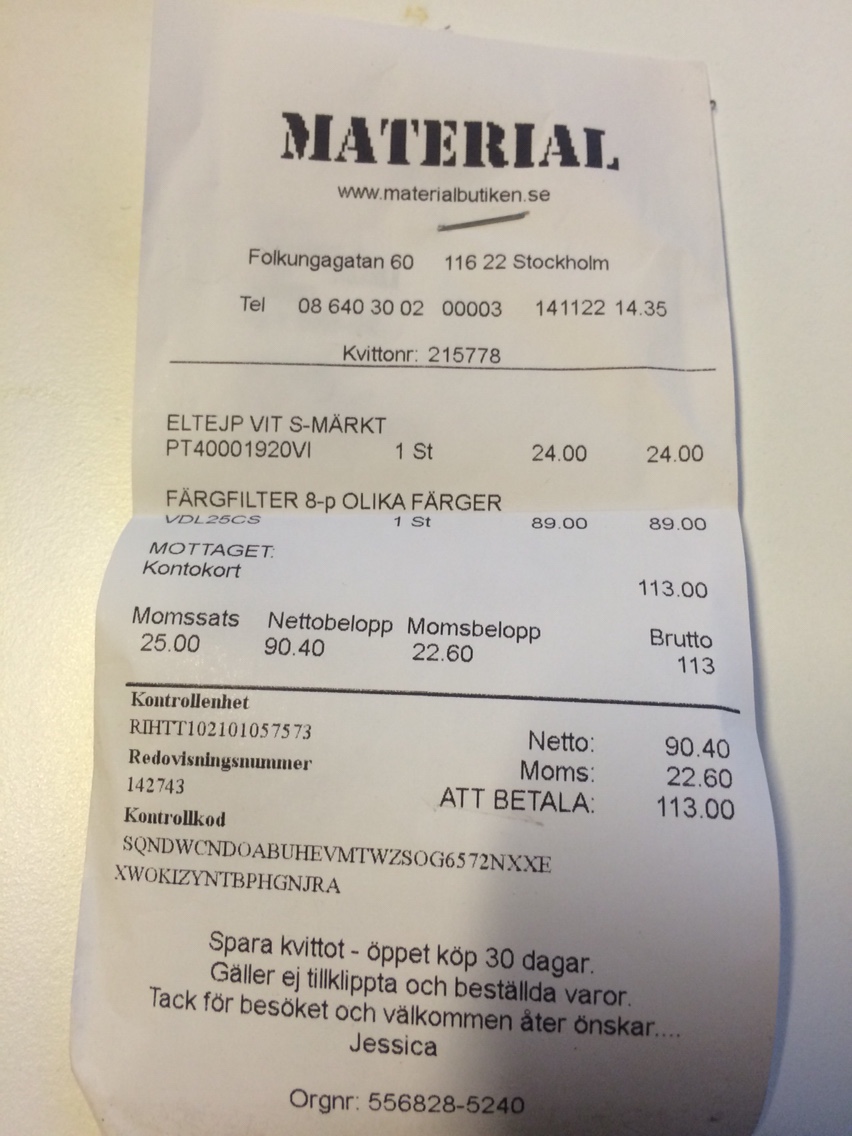 MATERIAL
www.materialbutiken.se
Folkungagatan 60 116 22 Stockholm
Tel 08 640 30 02 00003 141122 14.35
Kvittonr: 215778
ELTEJP VIT S-MÄRKT
PT40001920VI 1 St 24.00 24.00
FÄRGFILTER 8-p OLIKA FÄRGER
VDL25CS 1 St 89.00 89.00
MOTTAGET:
Kontokort 113.00
Momssats Nettobelopp Momsbelopp Brutto
25.00 90.40 22.60 113
Kontrollenhet
RIHTT102101057573
Netto: 90.40
Redovisningsnummer
Moms: 22.60
142743
ATT BETALA: 113.00
Kontrollkod
SQNDWCNDOABUHEVMTWZSOG6572NXXE
XWOKIZYNTBPHGNJRA
Spara kvittot - öppet köp 30 dagar.
Gäller ej tillklippta och beställda varor.
Tack för besöket och välkommen åter önskar....
Jessica
Orgnr: 556828-5240